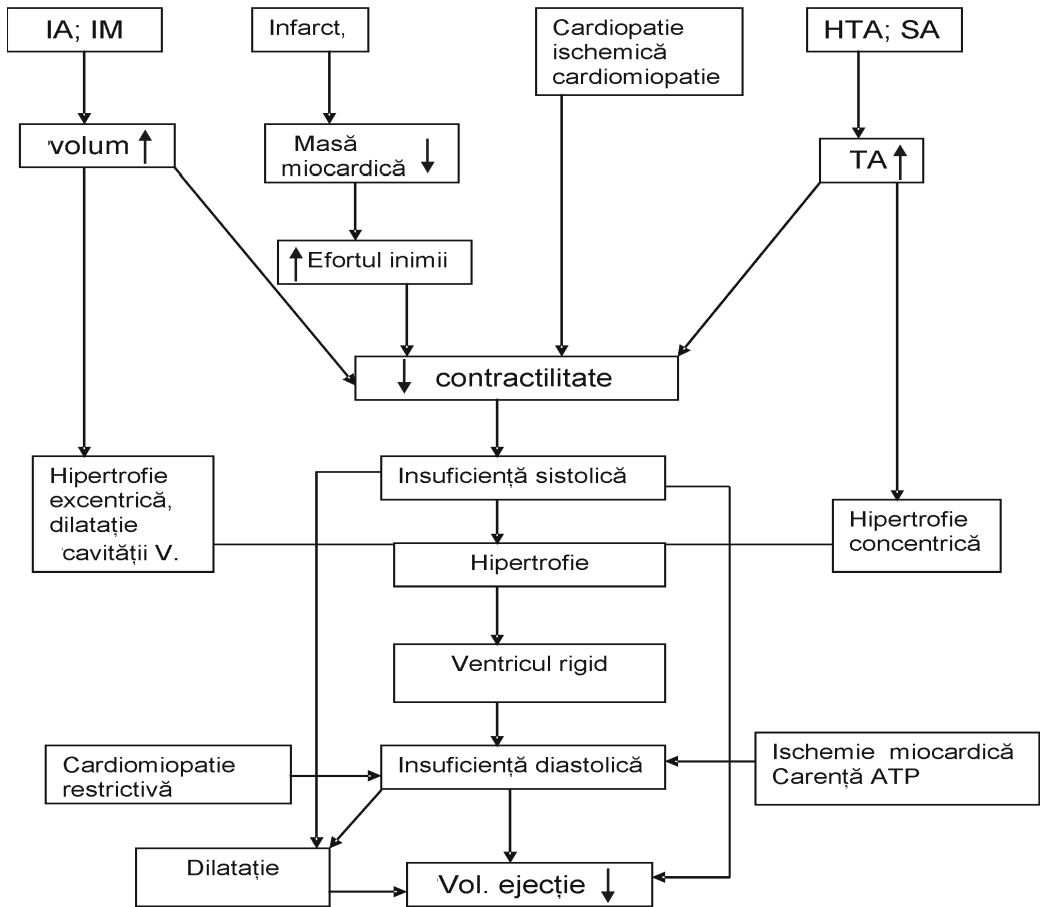 IA; IM
Infarct,
Cardiopatie
ischemică
cardiomiopatie
HTA; SA
volum ↑
Masă
miocardică ↓
TA ↑
↑ Efortul inimii
↓ contractilitate
Hipertrofie
excentrică,
dilatație
cavității V.
Insuficiență sistolică
Hipertrofie
concentrică
Hipertrofie
Ventricul rigid
Cardiomiopatie
restrictivă
Insuficiență diastolică
Ischemie miocardică
Carență ATP
Dilatație
Vol. ejecție ↓